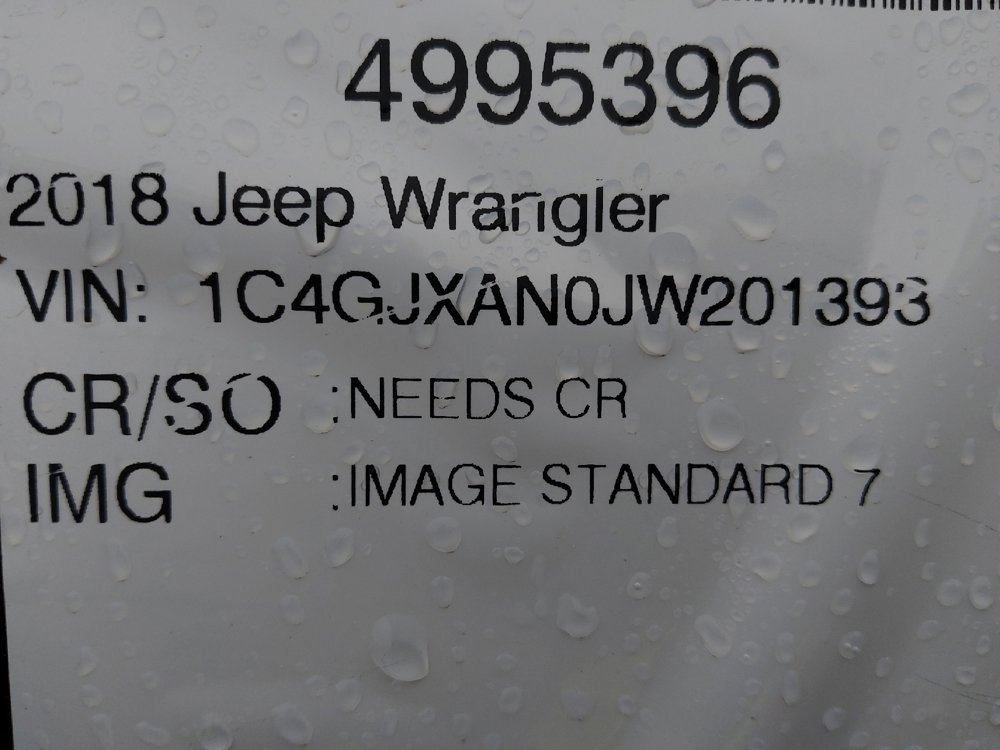 4995396
2018 Jeep Wrangler
VIN: 1C4GJXAN0JW201393
CR/SO :NEEDS CR
IMG :IMAGE STANDARD 7